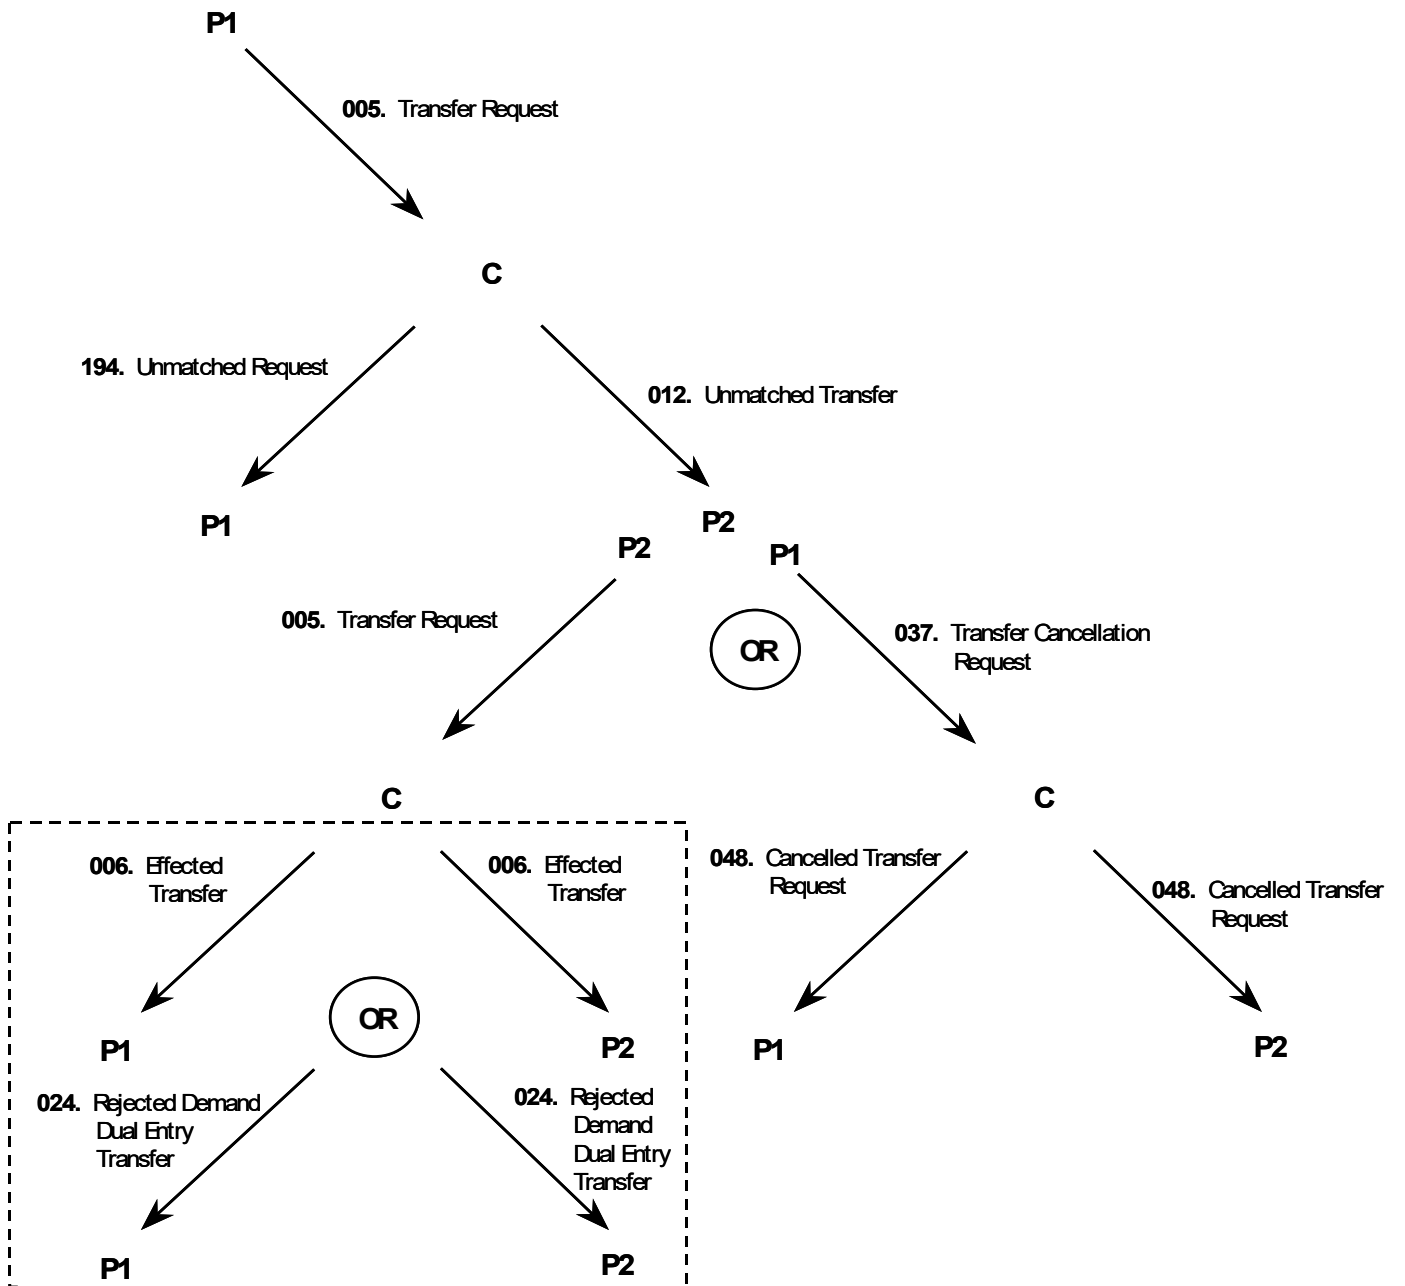 P1
005. Transfer Request
C
194. Unmatched Request
012. Unmatched Transfer
P1
P2
P2
P1
005. Transfer Request
OR
037. Transfer Cancellation
Request
C
C
006. Effected
Transfer
006. Effected
Transfer
048. Cancelled Transfer
Request
048. Cancelled Transfer
Request
OR
P1
P2
P1
P2
024. Rejected Demand
Dual Entry
Transfer
024. Rejected
Demand
Dual Entry
Transfer
P1
P2